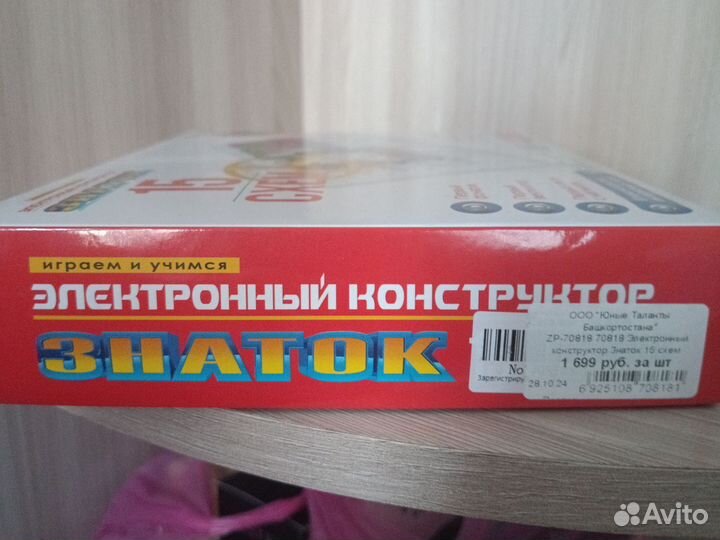 15
СХЕМ
играем и учимся
ЭЛЕКТРОННЫЙ КОНСТРУКТОР
ЗНАТОК
No
Зарегистриру
ООО "Юные Таланты
Башкортостана"
ZP-70818 70818 Электронный
конструктор Знаток 15 схем
1 699 руб. за шт
28.10.24
6 925108 708181
Avito